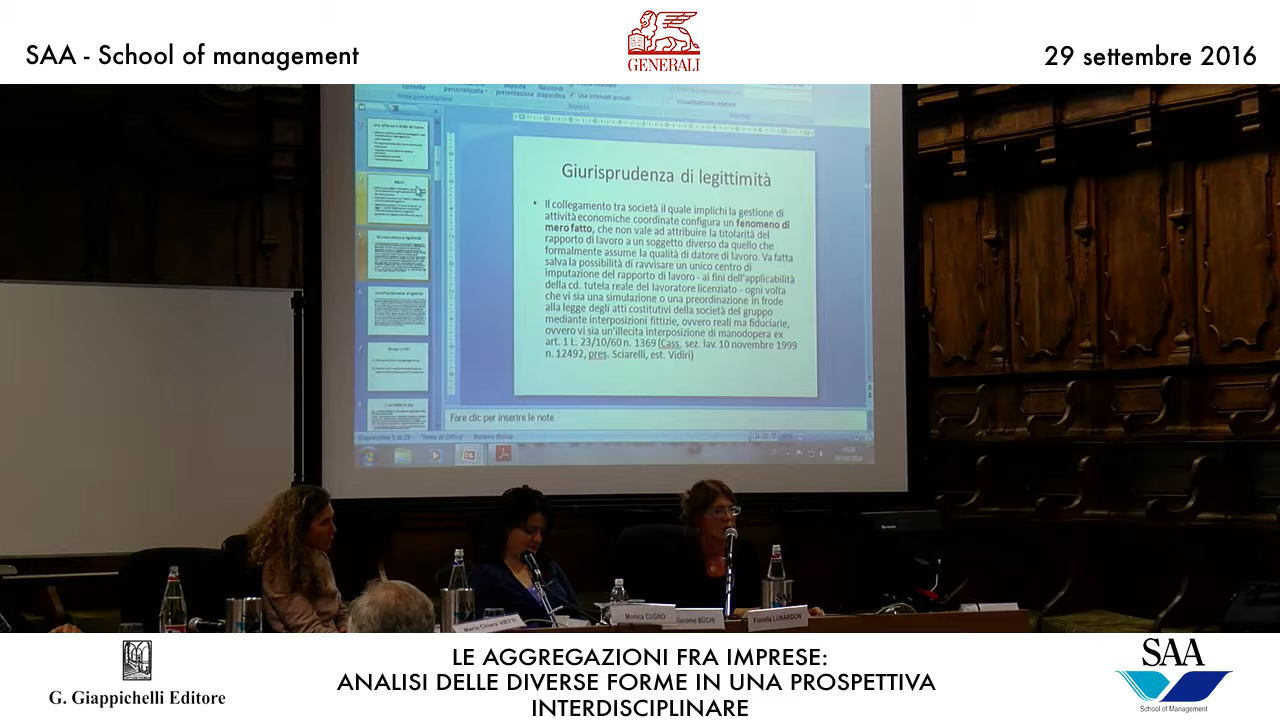 SAA - School of management
GENERALI
29 settembre 2016
Giurisprudenza di legittimità
• Il collegamento tra società il quale implichi la gestione di
attività economiche coordinate configura un fenomeno di
mero fatto, che non vale ad attribuire la titolarità del
rapporto di lavoro a un soggetto diverso da quello che
formalmente assume la qualità di datore di lavoro. Va fatta
salva la possibilità di ravvisare un unico centro di
imputazione del rapporto di lavoro - ai fini dell'applicabilità
della cd. tutela reale del lavoratore licenziato - ogni volta
che vi sia una simulazione o una preordinazione in frode
alla legge degli atti costitutivi della società del gruppo
mediante interposizioni fittizie, ovvero reali ma fiduciarie,
ovvero vi sia un'illecita interposizione di manodopera ex
art. 1 L. 23/10/60 n. 1369 (Cass. sez. lav. 10 novembre 1999
n. 12492, pres. Sciarelli, est. Vidiri)
Fare clic per inserire le note
Maria Chiara VIETTI
Monica CUGNO
Giacomo BÜCHI
Fiorella LUNARDON
G. Giappichelli Editore
LE AGGREGAZIONI FRA IMPRESE:
ANALISI DELLE DIVERSE FORME IN UNA PROSPETTIVA
INTERDISCIPLINARE
SAA
School of Management